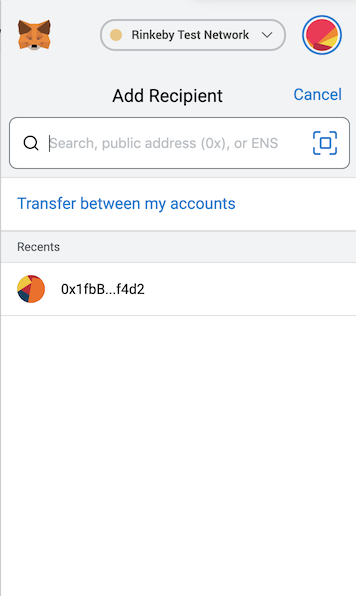 Rinkeby Test Network
Add Recipient
Cancel
Search, public address (0x), or ENS
Transfer between my accounts
Recents
0x1fbB...f4d2